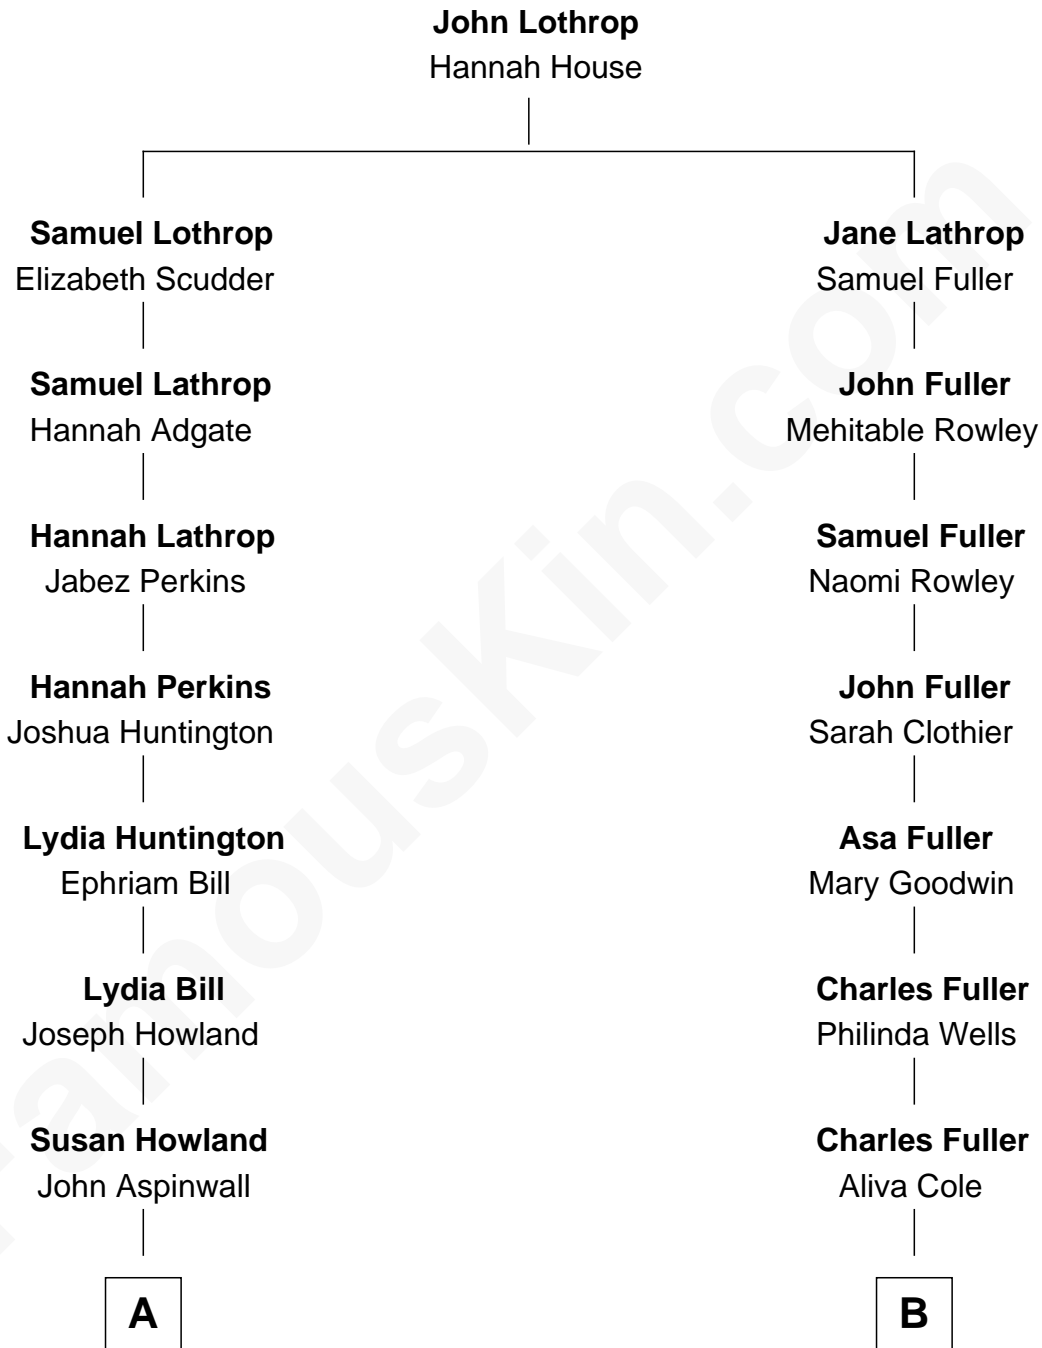 John Lothrop
Hannah House
Samuel Lothrop
Elizabeth Scudder
Jane Lathrop
Samuel Fuller
Samuel Lathrop
Hannah Adgate
John Fuller
Mehitable Rowley
Hannah Lathrop
Jabez Perkins
Samuel Fuller
Naomi Rowley
Hannah Perkins
Joshua Huntington
John Fuller
Sarah Clothier
Lydia Huntington
Ephriam Bill
Asa Fuller
Mary Goodwin
Lydia Bill
Joseph Howland
Charles Fuller
Philinda Wells
Susan Howland
John Aspinwall
Charles Fuller
Aliva Cole
A
B
FamousKin.com